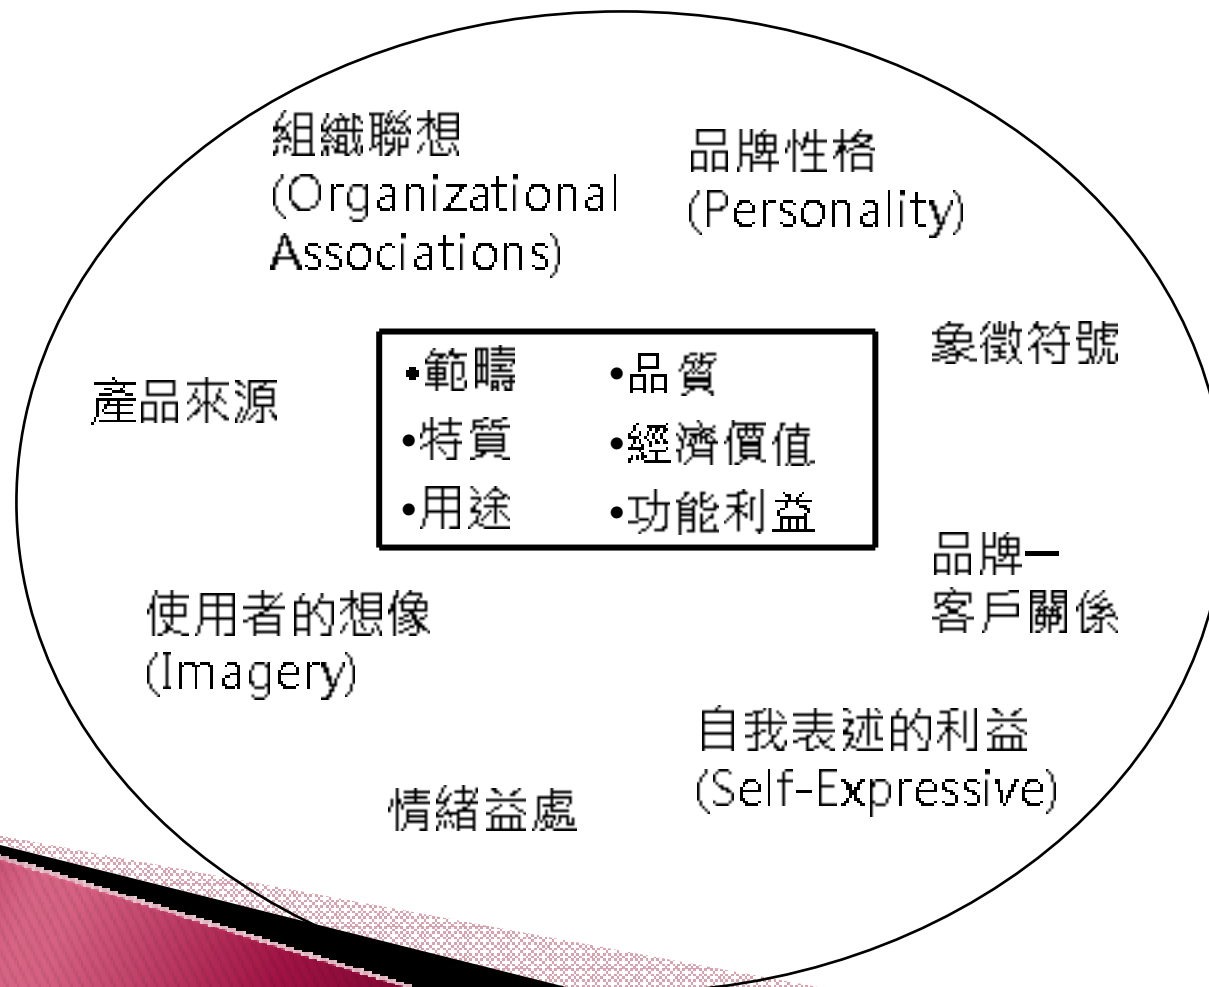 組織聯想
(Organizational
Associations)
品牌性格
(Personality)
象徵符號
產品來源
•範疇
•特質
•用途
•品質
•經濟價值
•功能利益
品牌—
客戶關係
使用者的想像
(Imagery)
自我表述的利益
(Self-Expressive)
情緒益處